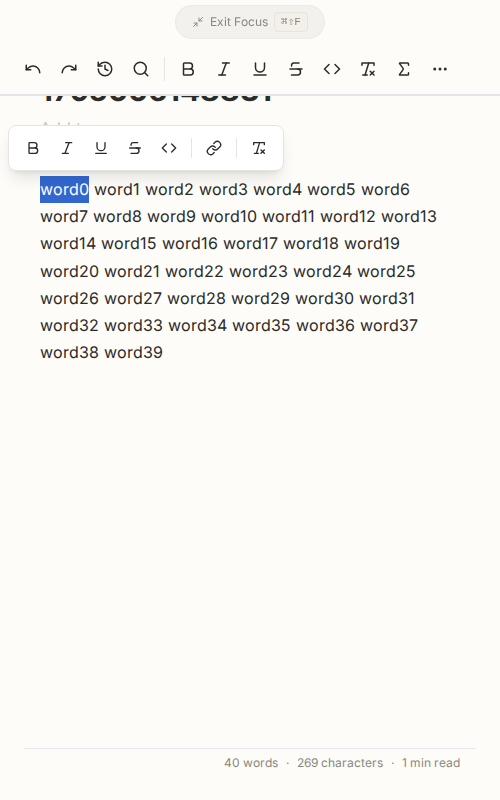 Exit Focus ⌘⇧F
word0 word1 word2 word3 word4 word5 word6
word7 word8 word9 word10 word11 word12 word13
word14 word15 word16 word17 word18 word19
word20 word21 word22 word23 word24 word25
word26 word27 word28 word29 word30 word31
word32 word33 word34 word35 word36 word37
word38 word39
40 words · 269 characters · 1 min read